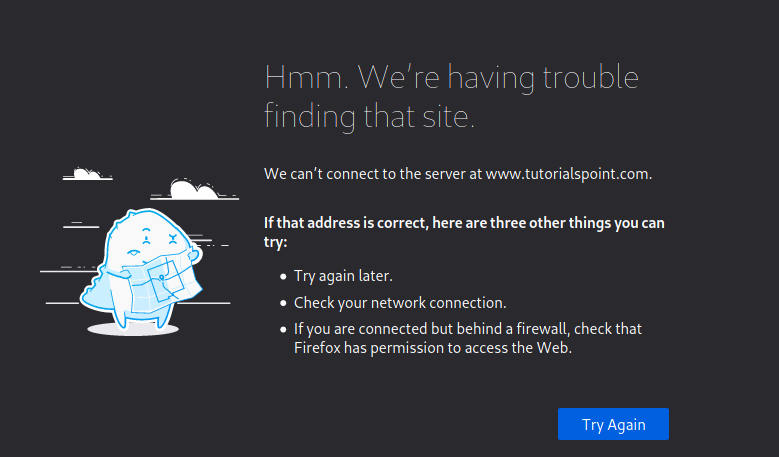 Hmm. We're having trouble
finding that site.
We can't connect to the server at www.tutorialspoint.com.
If that address is correct, here are three other things you can
try:
• Try again later.
• Check your network connection.
• If you are connected but behind a firewall, check that
Firefox has permission to access the Web.
Try Again